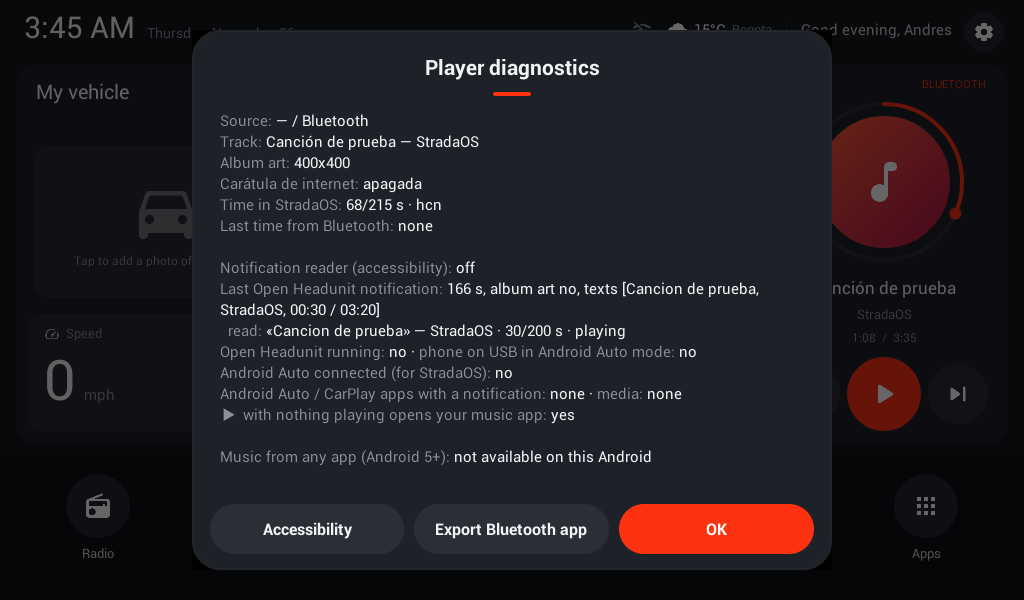 3:45 AM
Thursd
15°C
Bogota
Good evening, Andres
My vehicle
BLUETOOTH
Player diagnostics
Source: — / Bluetooth
Track: Canción de prueba — StradaOS
Album art: 400x400
Carátula de internet: apagada
Time in StradaOS: 68/215 s · hcn
Last time from Bluetooth: none
Notification reader (accessibility): off
Last Open Headunit notification: 166 s, album art no, texts [Cancion de prueba,
StradaOS, 00:30 / 03:20]
read: «Cancion de prueba» — StradaOS · 30/200 s · playing
Open Headunit running: no · phone on USB in Android Auto mode: no
Android Auto connected (for StradaOS): no
Android Auto / CarPlay apps with a notification: none · media: none
▶ with nothing playing opens your music app: yes
Music from any app (Android 5+): not available on this Android
Accessibility
Export Bluetooth app
OK
Tap to add a photo of
Speed
0 mph
nción de prueba
StradaOS
1:08 / 3:35
Radio
Apps